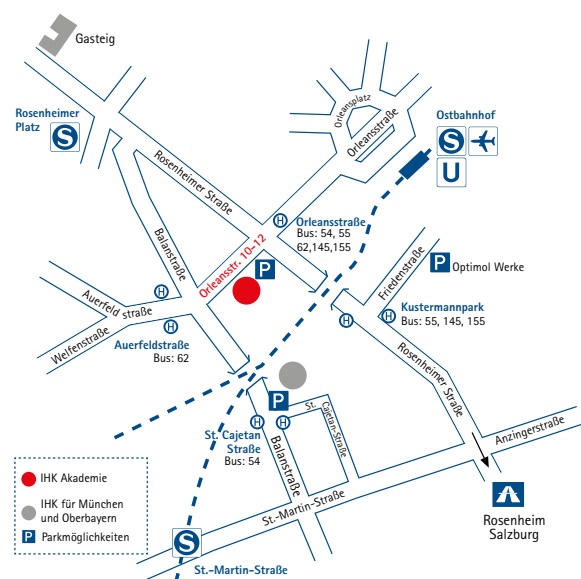 Gasteig
Rosenheimer
Platz
S
Rosenheimer Straße
Orleansplatz
Orleansstraße
Ostbahnhof
S
U
H
Orleansstraße
Bus: 54, 55
62,145,155
Orleansstr. 10–12
P
Balanstraße
Friedenstraße
P
Optimol Werke
H
Auerfeld straße
Welfenstraße
H
Auerfeldstraße
Bus: 62
H
H
Kustermannpark
Bus: 55, 145, 155
Rosenheimer Straße
P
St.
Cajetan-Straße
H
H
St. Cajetan
Straße
Bus: 54
Balanstraße
Anzingerstraße
St.-Martin-Straße
Rosenheim
Salzburg
S
St.-Martin-Straße
IHK Akademie
IHK für München
und Oberbayern
P
Parkmöglichkeiten